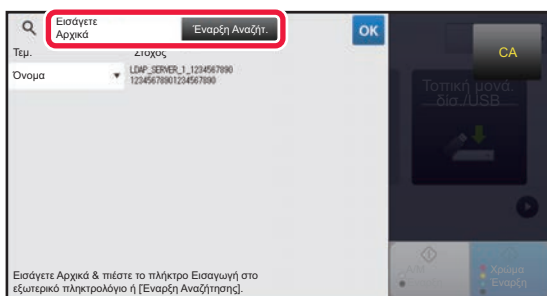 Εισάγετε
Αρχικά
Έναρξη Αναζήτ.
OK
CA
Τεμ.
Στόχος
Όνομα
LDAP_SERVER_1_1234567890
12345678901234567890
Τοπική μονά.
δίσ./USB
Χρώμα
Έναρξη
Εισάγετε Αρχικά & πιέστε το πλήκτρο Εισαγωγή στο
εξωτερικό πληκτρολόγιο ή [Έναρξη Αναζήτησης].